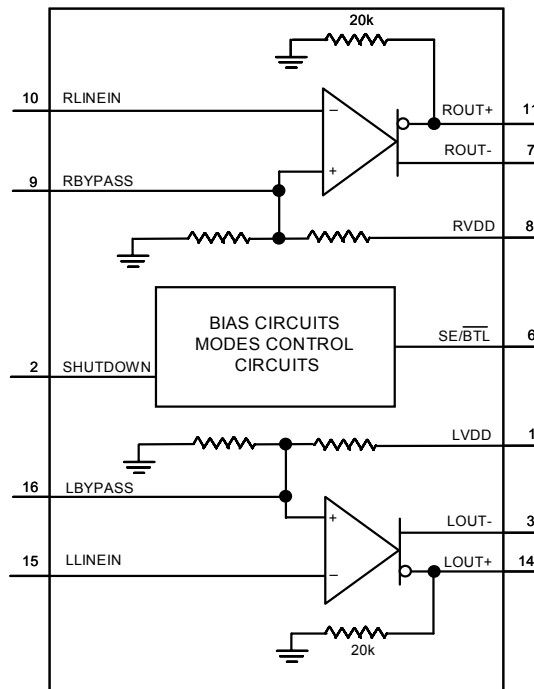 20k
10 RLINEIN − ROUT+ 11
ROUT- 7
+
9 RBYPASS
RVDD 8
BIAS CIRCUITS
MODES CONTROL
CIRCUITS
SE/BTL 6
2 SHUTDOWN
LVDD 1
16 LBYPASS
+
LOUT- 3
15 LLINEIN − LOUT+ 14
20k